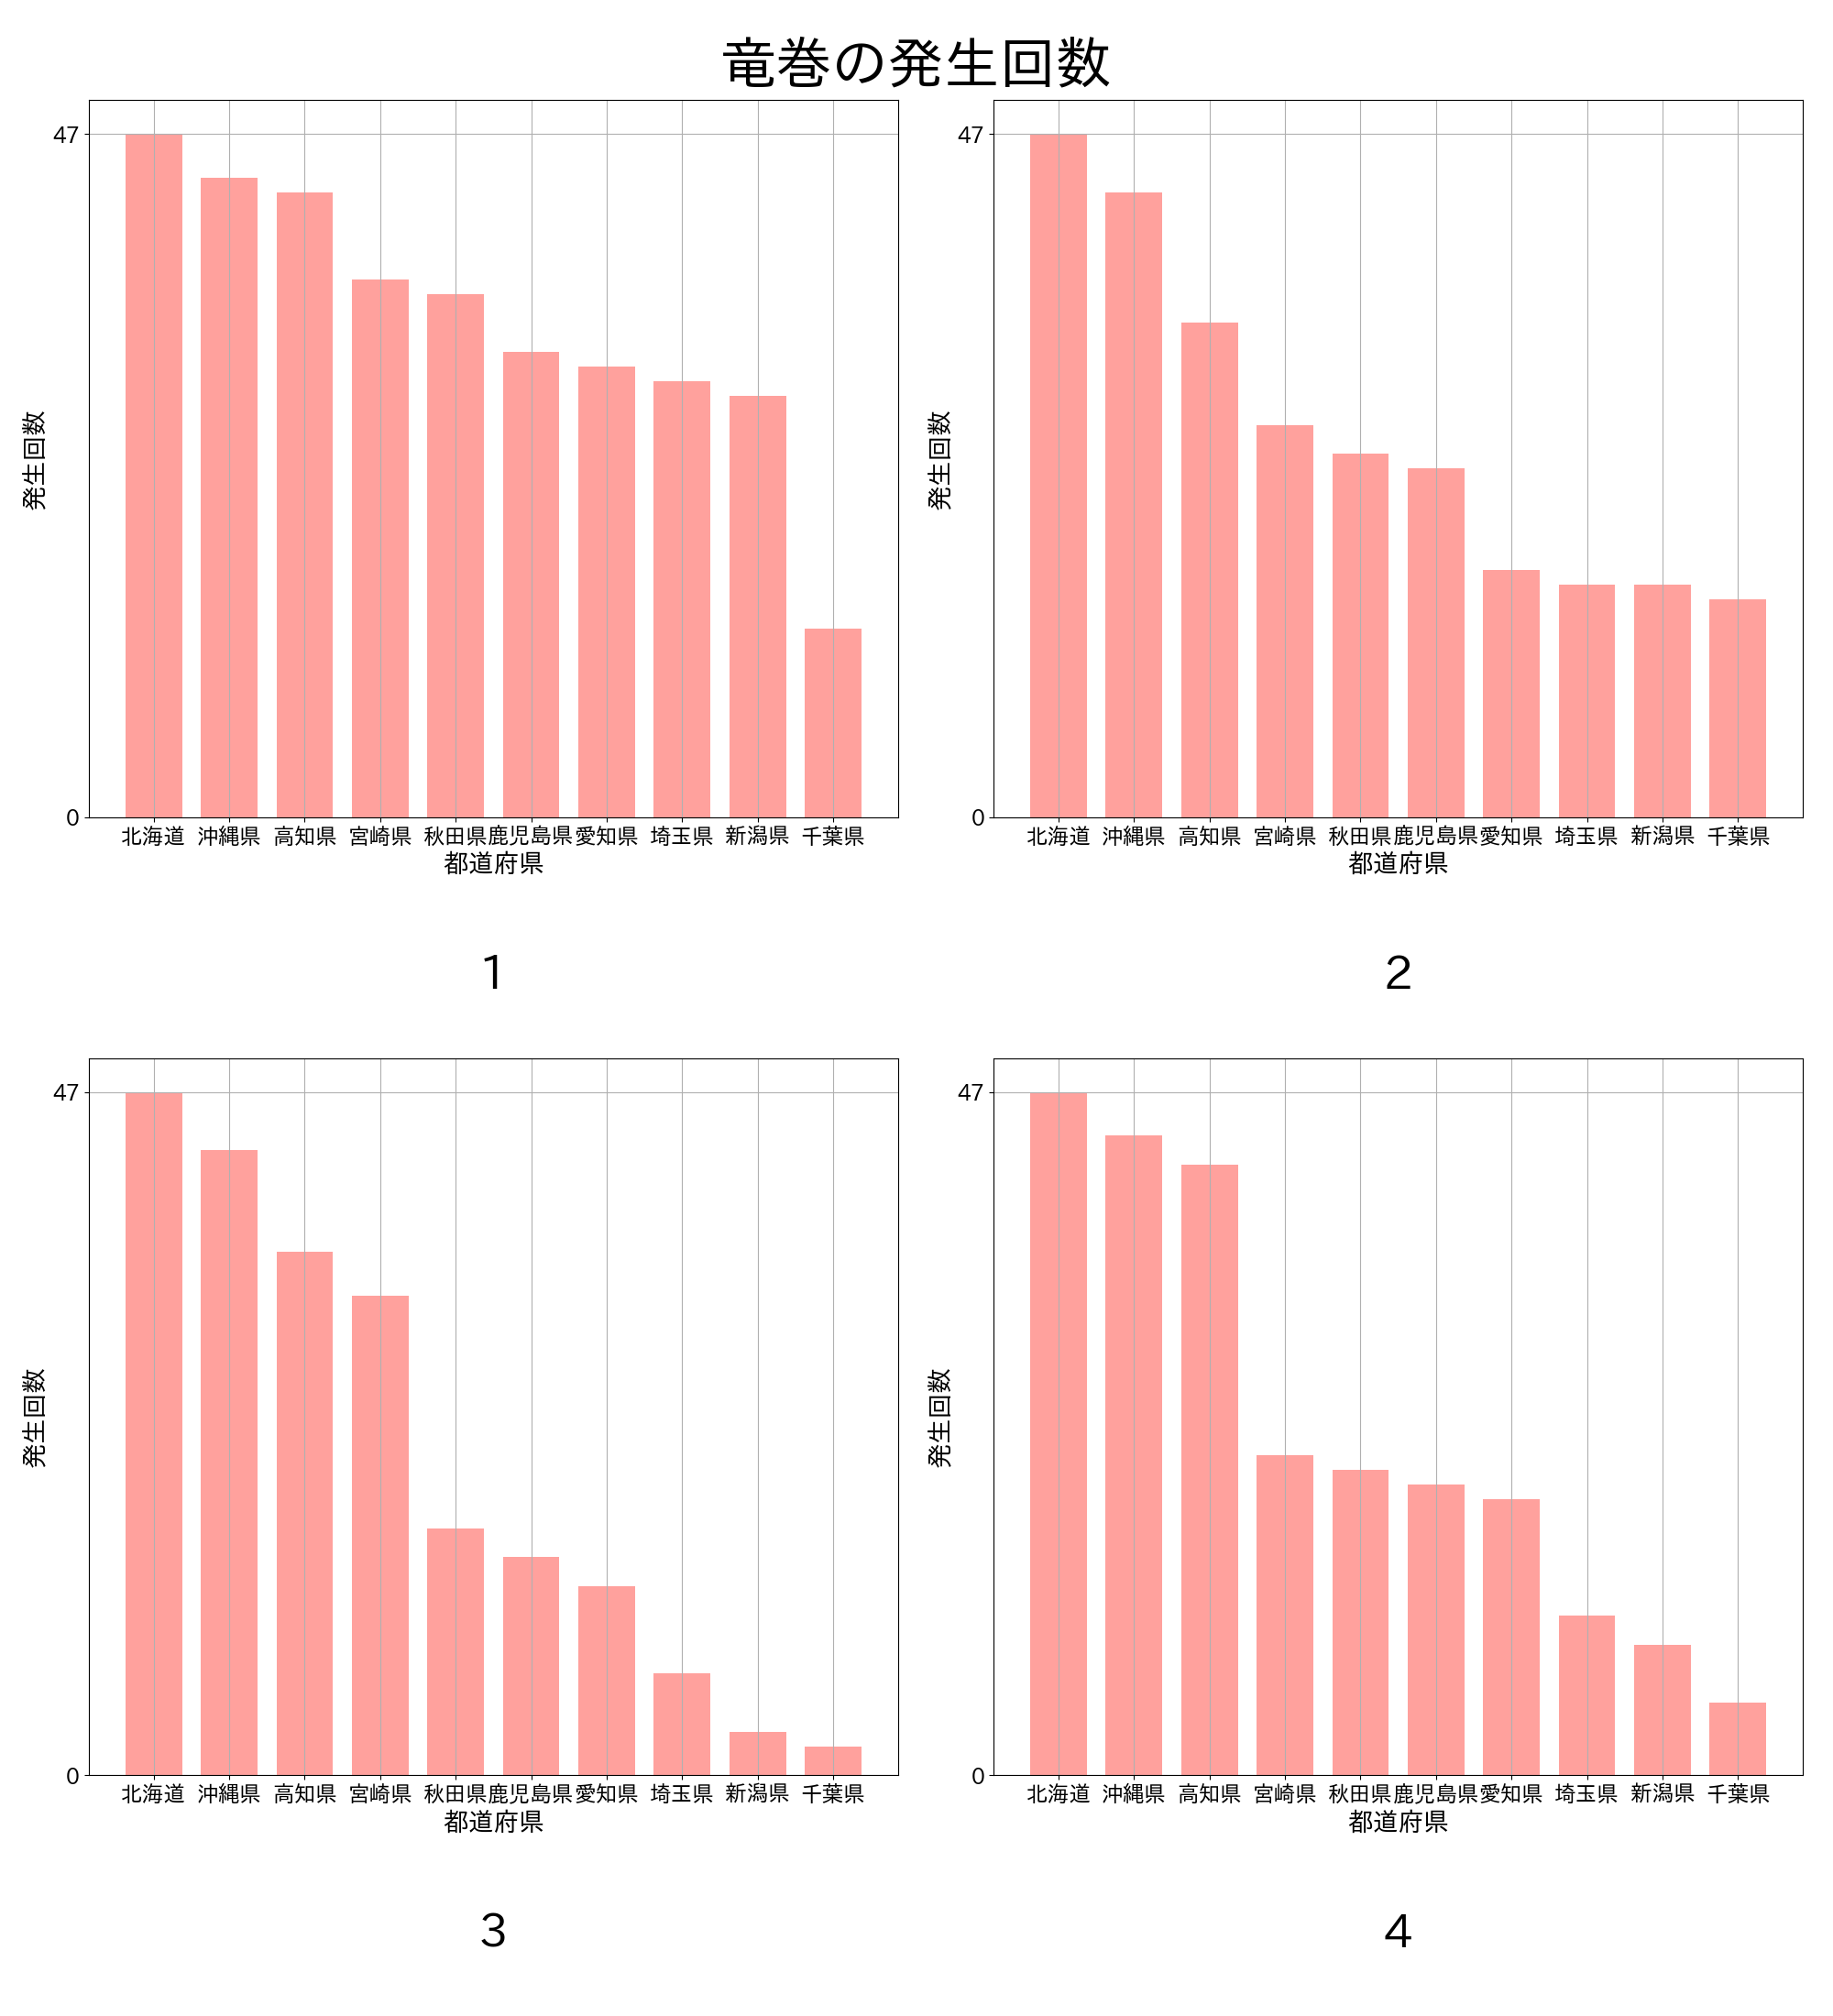 竜巻の発生回数
47
0
発生回数
北海道 沖縄県 高知県 宮崎県 秋田県 鹿児島県 愛知県 埼玉県 新潟県 千葉県
都道府県
1
47
0
発生回数
北海道 沖縄県 高知県 宮崎県 秋田県 鹿児島県 愛知県 埼玉県 新潟県 千葉県
都道府県
2
47
0
発生回数
北海道 沖縄県 高知県 宮崎県 秋田県 鹿児島県 愛知県 埼玉県 新潟県 千葉県
都道府県
3
47
0
発生回数
北海道 沖縄県 高知県 宮崎県 秋田県 鹿児島県 愛知県 埼玉県 新潟県 千葉県
都道府県
4